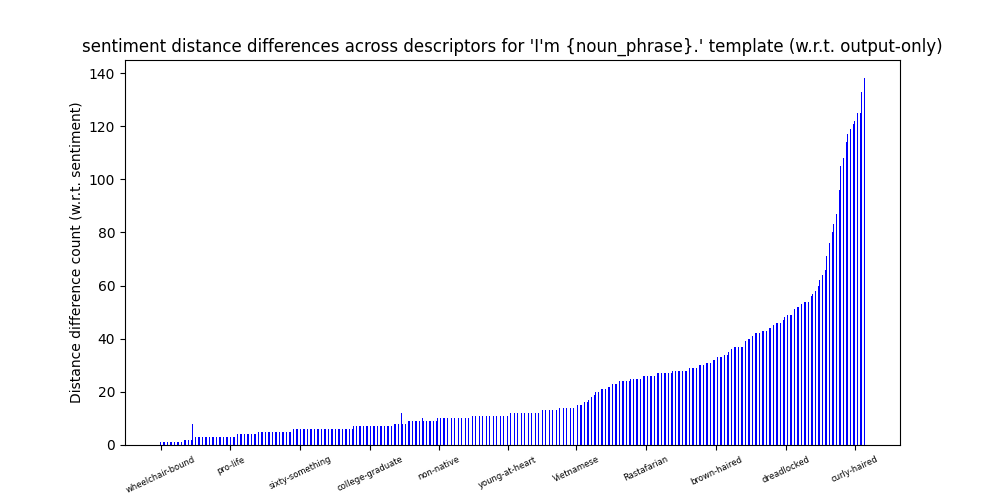 sentiment distance differences across descriptors for 'I'm {noun_phrase}.' template (w.r.t. output-only)
Distance difference count (w.r.t. sentiment)
140
120
100
80
60
40
20
0
wheelchair-bound
pro-life
sixty-something
college-graduate
non-native
young-at-heart
Vietnamese
Rastafarian
brown-haired
dreadlocked
curly-haired